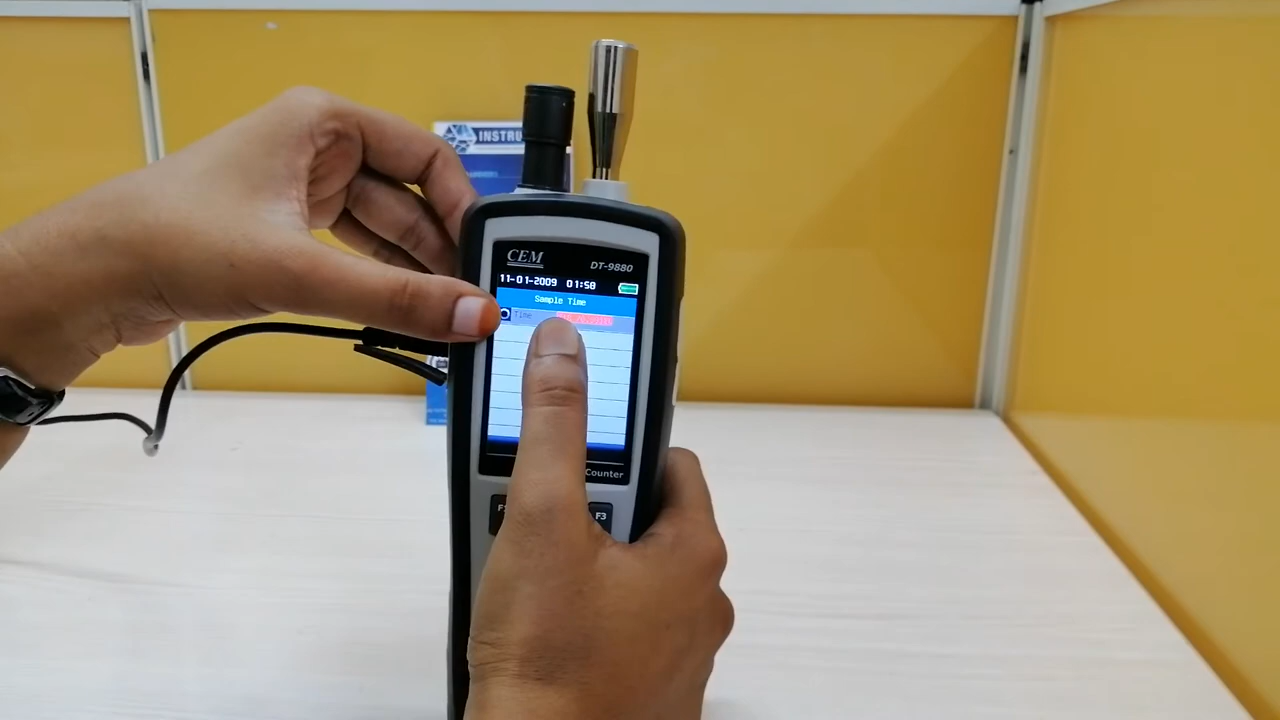 INSTRU
CEM
DT-9880
11-01-2009 01:58
Sample Time
Time
Counter
F3